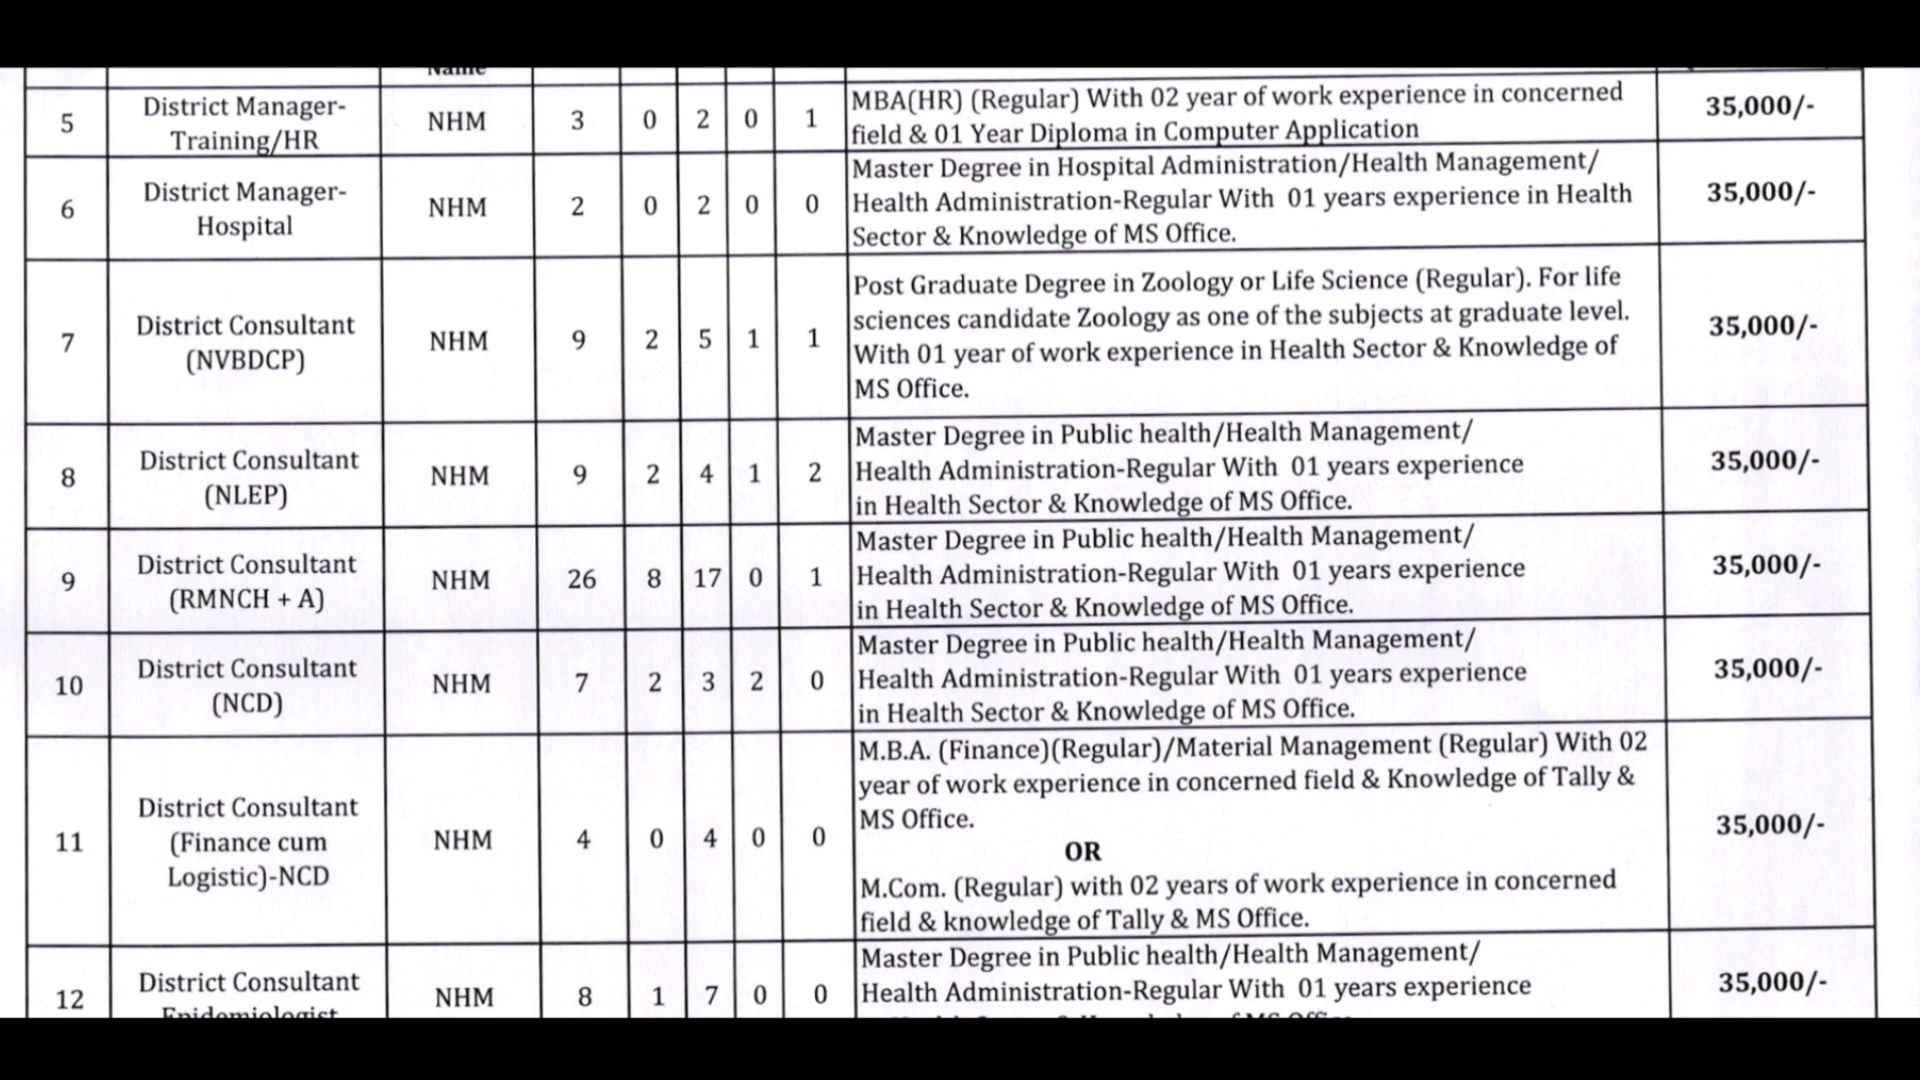 Name
5 District Manager-
Training/HR NHM 3 0 2 0 1 MBA(HR) (Regular) With 02 year of work experience in concerned
field & 01 Year Diploma in Computer Application 35,000/-
6 District Manager-
Hospital NHM 2 0 2 0 0 Master Degree in Hospital Administration/Health Management/
Health Administration-Regular With 01 years experience in Health
Sector & Knowledge of MS Office. 35,000/-
7 District Consultant
(NVBDCP) NHM 9 2 5 1 1 Post Graduate Degree in Zoology or Life Science (Regular). For life
sciences candidate Zoology as one of the subjects at graduate level.
With 01 year of work experience in Health Sector & Knowledge of
MS Office. 35,000/-
8 District Consultant
(NLEP) NHM 9 2 4 1 2 Master Degree in Public health/Health Management/
Health Administration-Regular With 01 years experience
in Health Sector & Knowledge of MS Office. 35,000/-
9 District Consultant
(RMNCH + A) NHM 26 8 17 0 1 Master Degree in Public health/Health Management/
Health Administration-Regular With 01 years experience
in Health Sector & Knowledge of MS Office. 35,000/-
10 District Consultant
(NCD) NHM 7 2 3 2 0 Master Degree in Public health/Health Management/
Health Administration-Regular With 01 years experience
in Health Sector & Knowledge of MS Office. 35,000/-
11 District Consultant
(Finance cum
Logistic)-NCD NHM 4 0 4 0 0 M.B.A. (Finance)(Regular)/Material Management (Regular) With 02
year of work experience in concerned field & Knowledge of Tally &
MS Office.
OR
M.Com. (Regular) with 02 years of work experience in concerned
field & knowledge of Tally & MS Office. 35,000/-
12 District Consultant
Epidemiologist NHM 8 1 7 0 0 Master Degree in Public health/Health Management/
Health Administration-Regular With 01 years experience 35,000/-